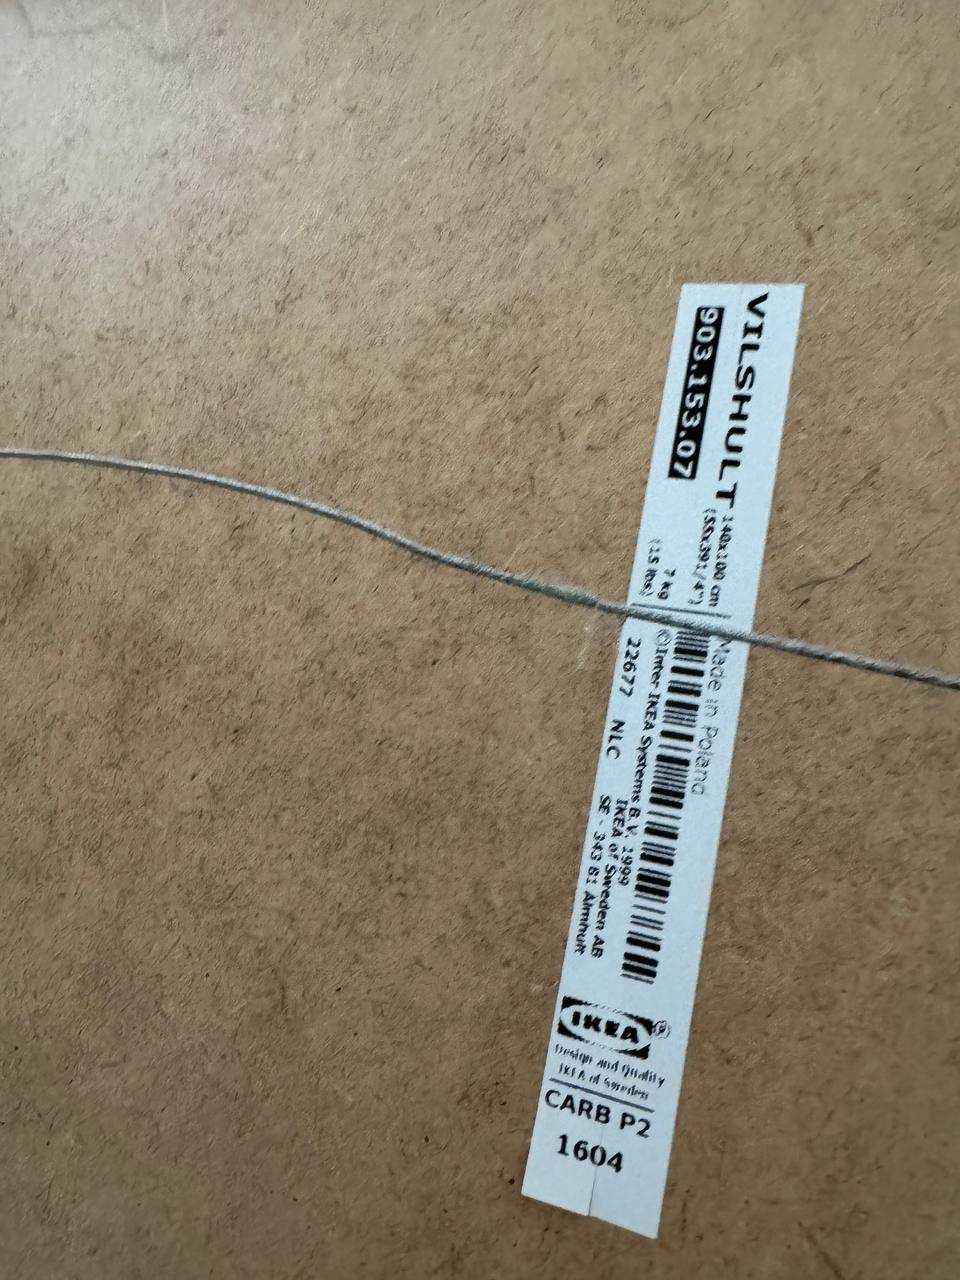 VILSHULT
903.153.07
140x100 cm
(55x39 1/4")
7 kg
(15 lbs)
Made in Poland
©Inter IKEA Systems B.V. 1999
22677 NLC
IKEA of Sweden AB
SE - 343 81 Älmhult
IKEA®
Design and Quality
IKEA of Sweden
CARB P2
1604